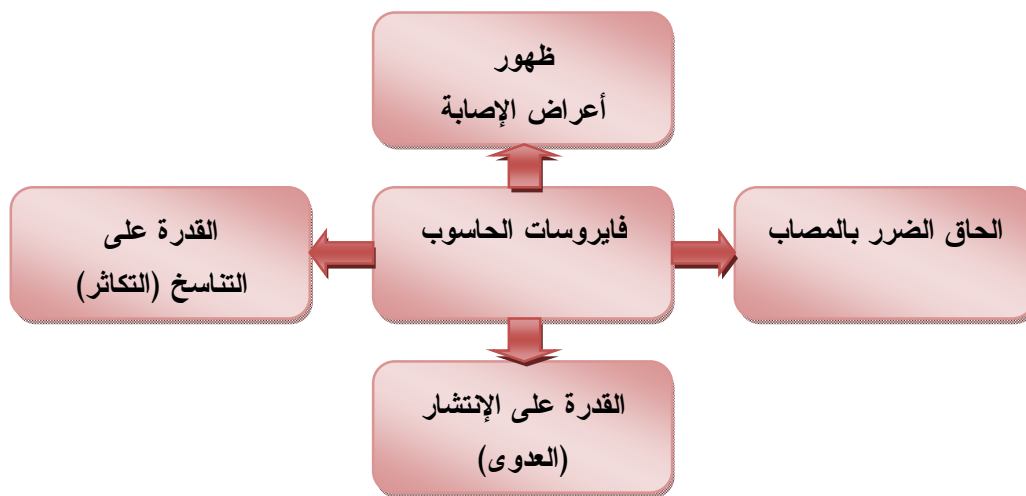 ظهور
أعراض الإصابة
الحاق الضرر بالمصاب
فايروسات الحاسوب
القدرة على
التناسخ (التكاثر)
القدرة على الإنتشار
(العدوى)